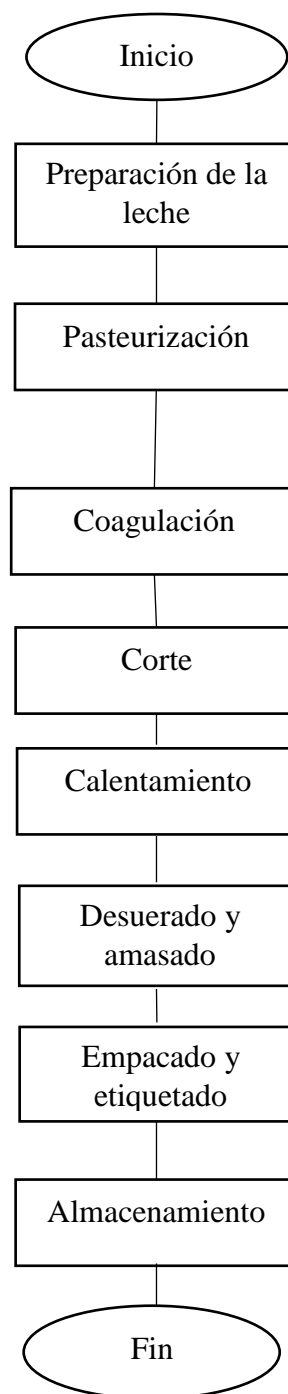 Inicio
Preparación de la
leche
Pasteurización
Coagulación
Corte
Calentamiento
Desuerado y
amasado
Empacado y
etiquetado
Almacenamiento
Fin